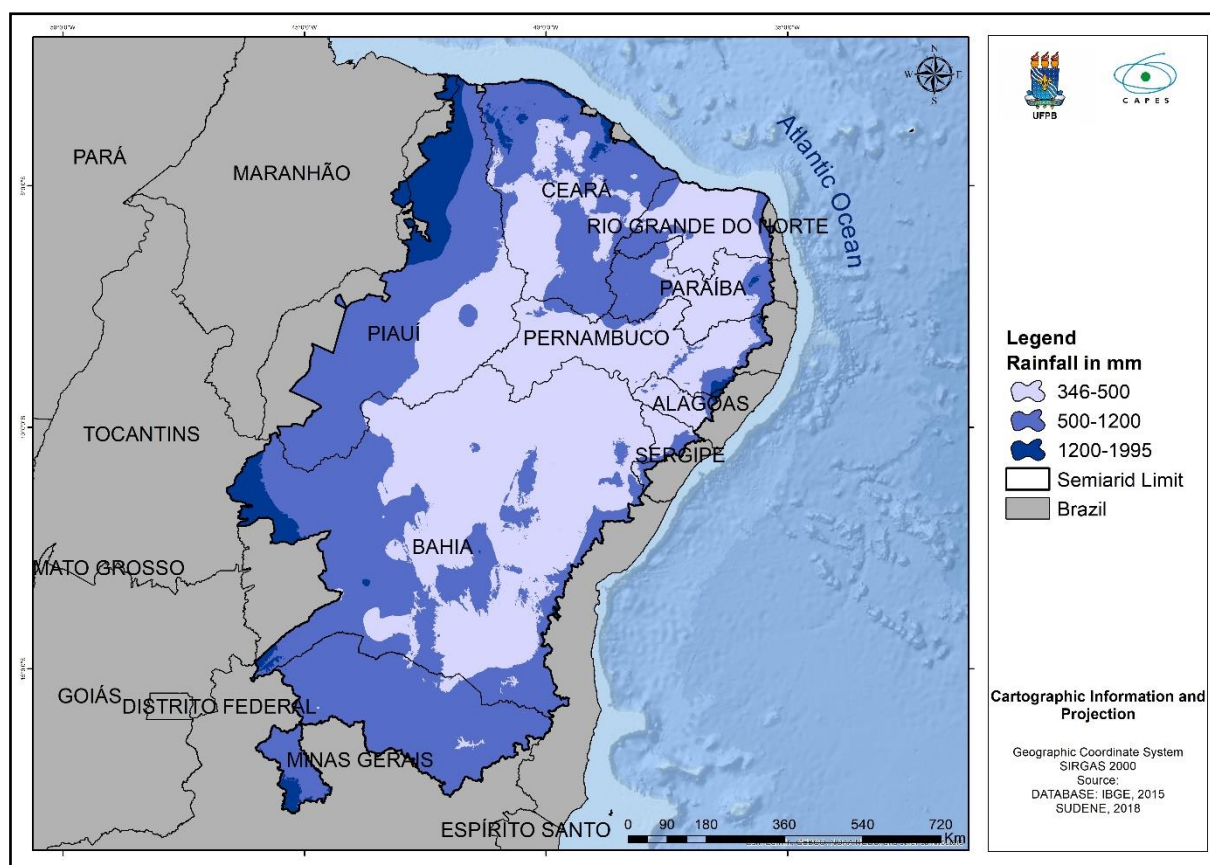 N
W
E
S
Atlantic Ocean
PARÁ
MARANHÃO
CEARÁ
RIO GRANDE DO NORTE
PARAÍBA
PIAUÍ
PERNAMBUCO
ALAGOAS
TOCANTINS
SERGIPE
BAHIA
MATO GROSSO
GOIÁS
DISTRITO FEDERAL
MINAS GERAIS
ESPÍRITO SANTO
0 90 180 360 540 720
Km
UFPB
CAPES
Legend
Rainfall in mm
346-500
500-1200
1200-1995
Semiarid Limit
Brazil
Cartographic Information and
Projection
Geographic Coordinate System
SIRGAS 2000
Source:
DATABASE: IBGE, 2015
SUDENE, 2018